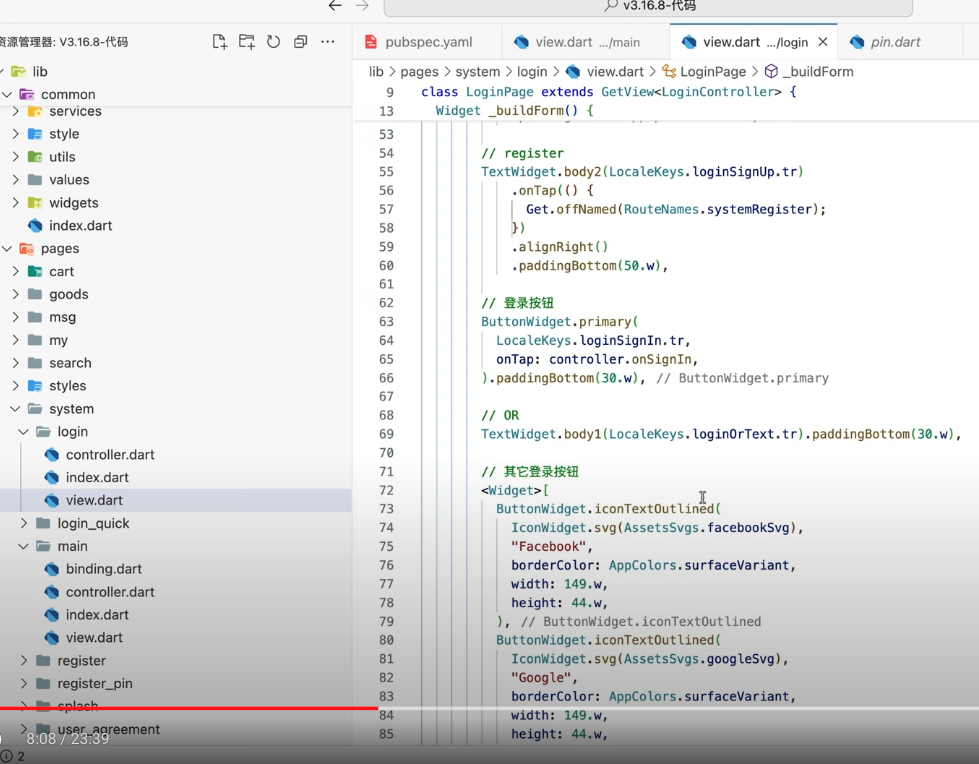 v3.16.8-代码
资源管理器: V3.16.8-代码
lib
common
services
style
utils
values
widgets
index.dart
pages
cart
goods
msg
my
search
styles
system
login
controller.dart
index.dart
view.dart
login_quick
main
binding.dart
controller.dart
index.dart
view.dart
register
register_pin
splash
user_agreement
8:08 / 23:39
2
pubspec.yaml
view.dart .../main
view.dart .../login
pin.dart
lib > pages > system > login > view.dart > LoginPage > _buildForm
9 class LoginPage extends GetView<LoginController> {
13 Widget _buildForm() {
53
54 // register
55 TextWidget.body2(LocaleKeys.loginSignUp.tr)
56 .onTap(() {
57 Get.offNamed(RouteNames.systemRegister);
58 })
59 .alignRight()
60 .paddingBottom(50.w),
61
62 // 登录按钮
63 ButtonWidget.primary(
64 LocaleKeys.loginSignIn.tr,
65 onTap: controller.onSignIn,
66 ).paddingBottom(30.w), // ButtonWidget.primary
67
68 // OR
69 TextWidget.body1(LocaleKeys.loginOrText.tr).paddingBottom(30.w),
70
71 // 其它登录按钮
72 <Widget>[
73 ButtonWidget.iconTextOutlined(
74 IconWidget.svg(AssetsSvgs.facebookSvg),
75 "Facebook",
76 borderColor: AppColors.surfaceVariant,
77 width: 149.w,
78 height: 44.w,
79 ), // ButtonWidget.iconTextOutlined
80 ButtonWidget.iconTextOutlined(
81 IconWidget.svg(AssetsSvgs.googleSvg),
82 "Google",
83 borderColor: AppColors.surfaceVariant,
84 width: 149.w,
85 height: 44.w,